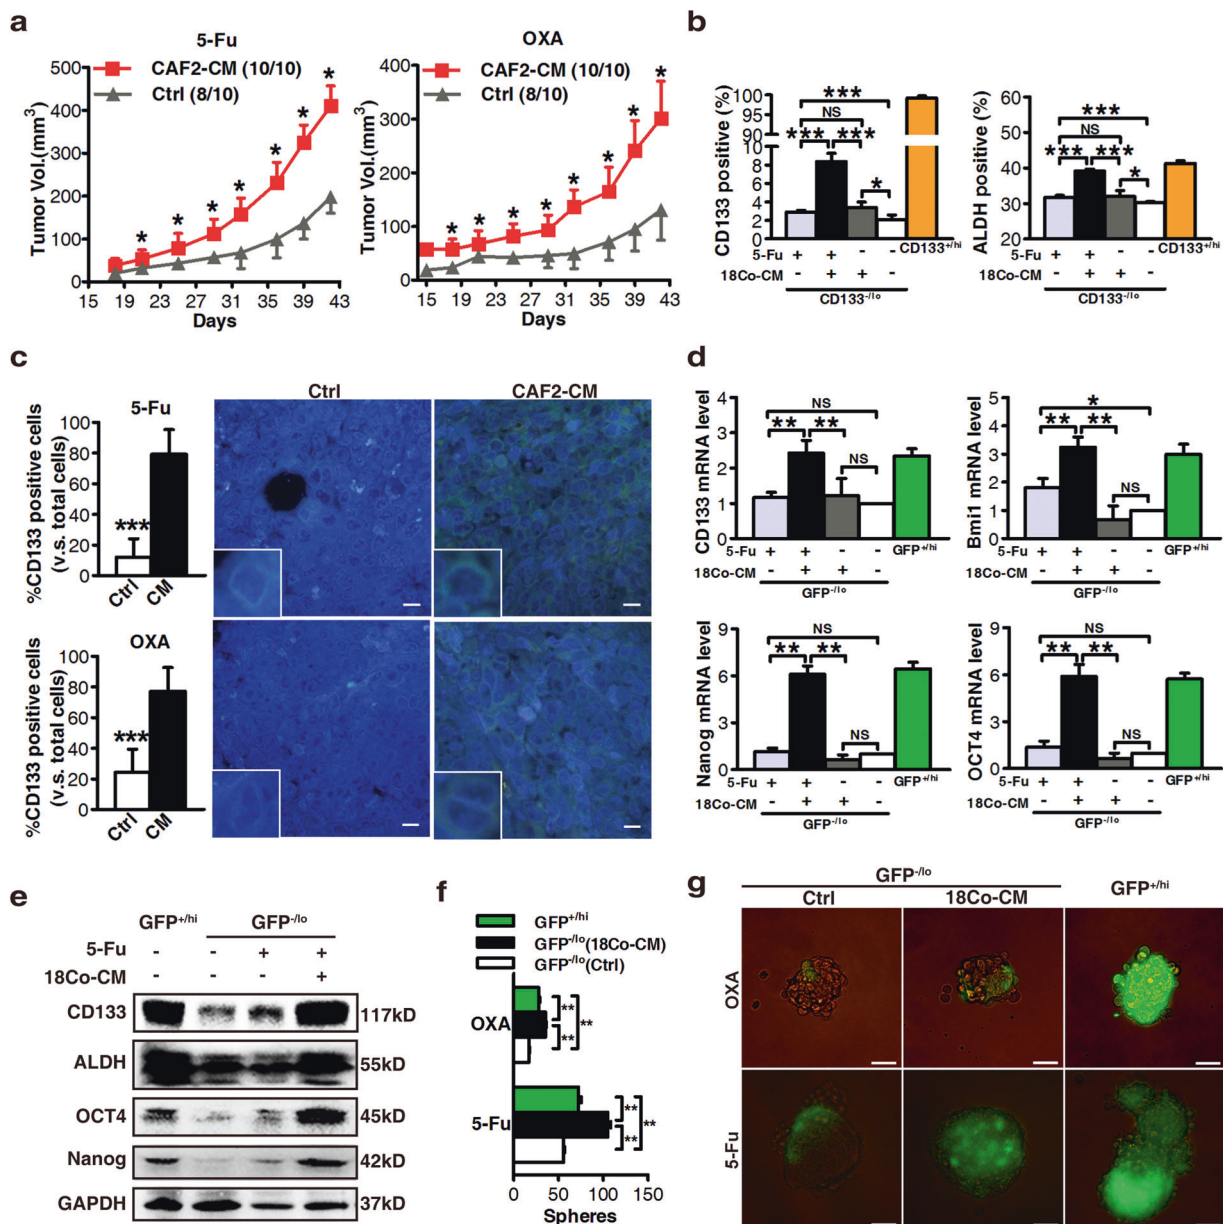 a
5-Fu
CAF2-CM (10/10)
Ctrl (8/10)
Tumor Vol.(mm³)
500
400
300
200
100
0
* * * * * * *
15 19 23 27 31 35 39 43
Days
OXA
CAF2-CM (10/10)
Ctrl (8/10)
Tumor Vol.(mm³)
400
300
200
100
0
* * * * * * * *
15 19 23 27 31 35 39 43
Days
b
CD133 positive (%)
100
95
90
8
6
4
2
0
***
NS
*** ***
*
5-Fu + + - -
18Co-CM - + + -
CD133-/lo
CD133+/hi
ALDH positive (%)
60
50
40
30
20
***
NS
*** ***
*
+ + - -
- + + -
CD133-/lo
CD133+/hi
c
5-Fu
%CD133 positive cells
(v.s. total cells)
100
80
60
40
20
0
***
Ctrl
CM
OXA
%CD133 positive cells
(v.s. total cells)
100
80
60
40
20
0
***
Ctrl
CM
Ctrl
CAF2-CM
d
CD133 mRNA level
4
3
2
1
0
NS
** **
NS
5-Fu + + - -
18Co-CM - + + -
GFP-/lo
GFP+/hi
Bmi1 mRNA level
5
4
3
2
1
0
*
** **
NS
5-Fu + + - -
18Co-CM - + + -
GFP-/lo
GFP+/hi
Nanog mRNA level
9
6
3
0
NS
** **
NS
5-Fu + + - -
18Co-CM - + + -
GFP-/lo
GFP+/hi
OCT4 mRNA level
9
6
3
0
NS
** **
NS
5-Fu + + - -
18Co-CM - + + -
GFP-/lo
GFP+/hi
e
GFP+/hi GFP-/lo
5-Fu - - + +
18Co-CM - - - +
CD133 117kD
ALDH 55kD
OCT4 45kD
Nanog 42kD
GAPDH 37kD
f
GFP+/hi
GFP-/lo(18Co-CM)
GFP-/lo(Ctrl)
OXA
** ** **
5-Fu
** ** **
0 50 100 150
Spheres
g
GFP-/lo
Ctrl
18Co-CM
GFP+/hi
OXA
5-Fu